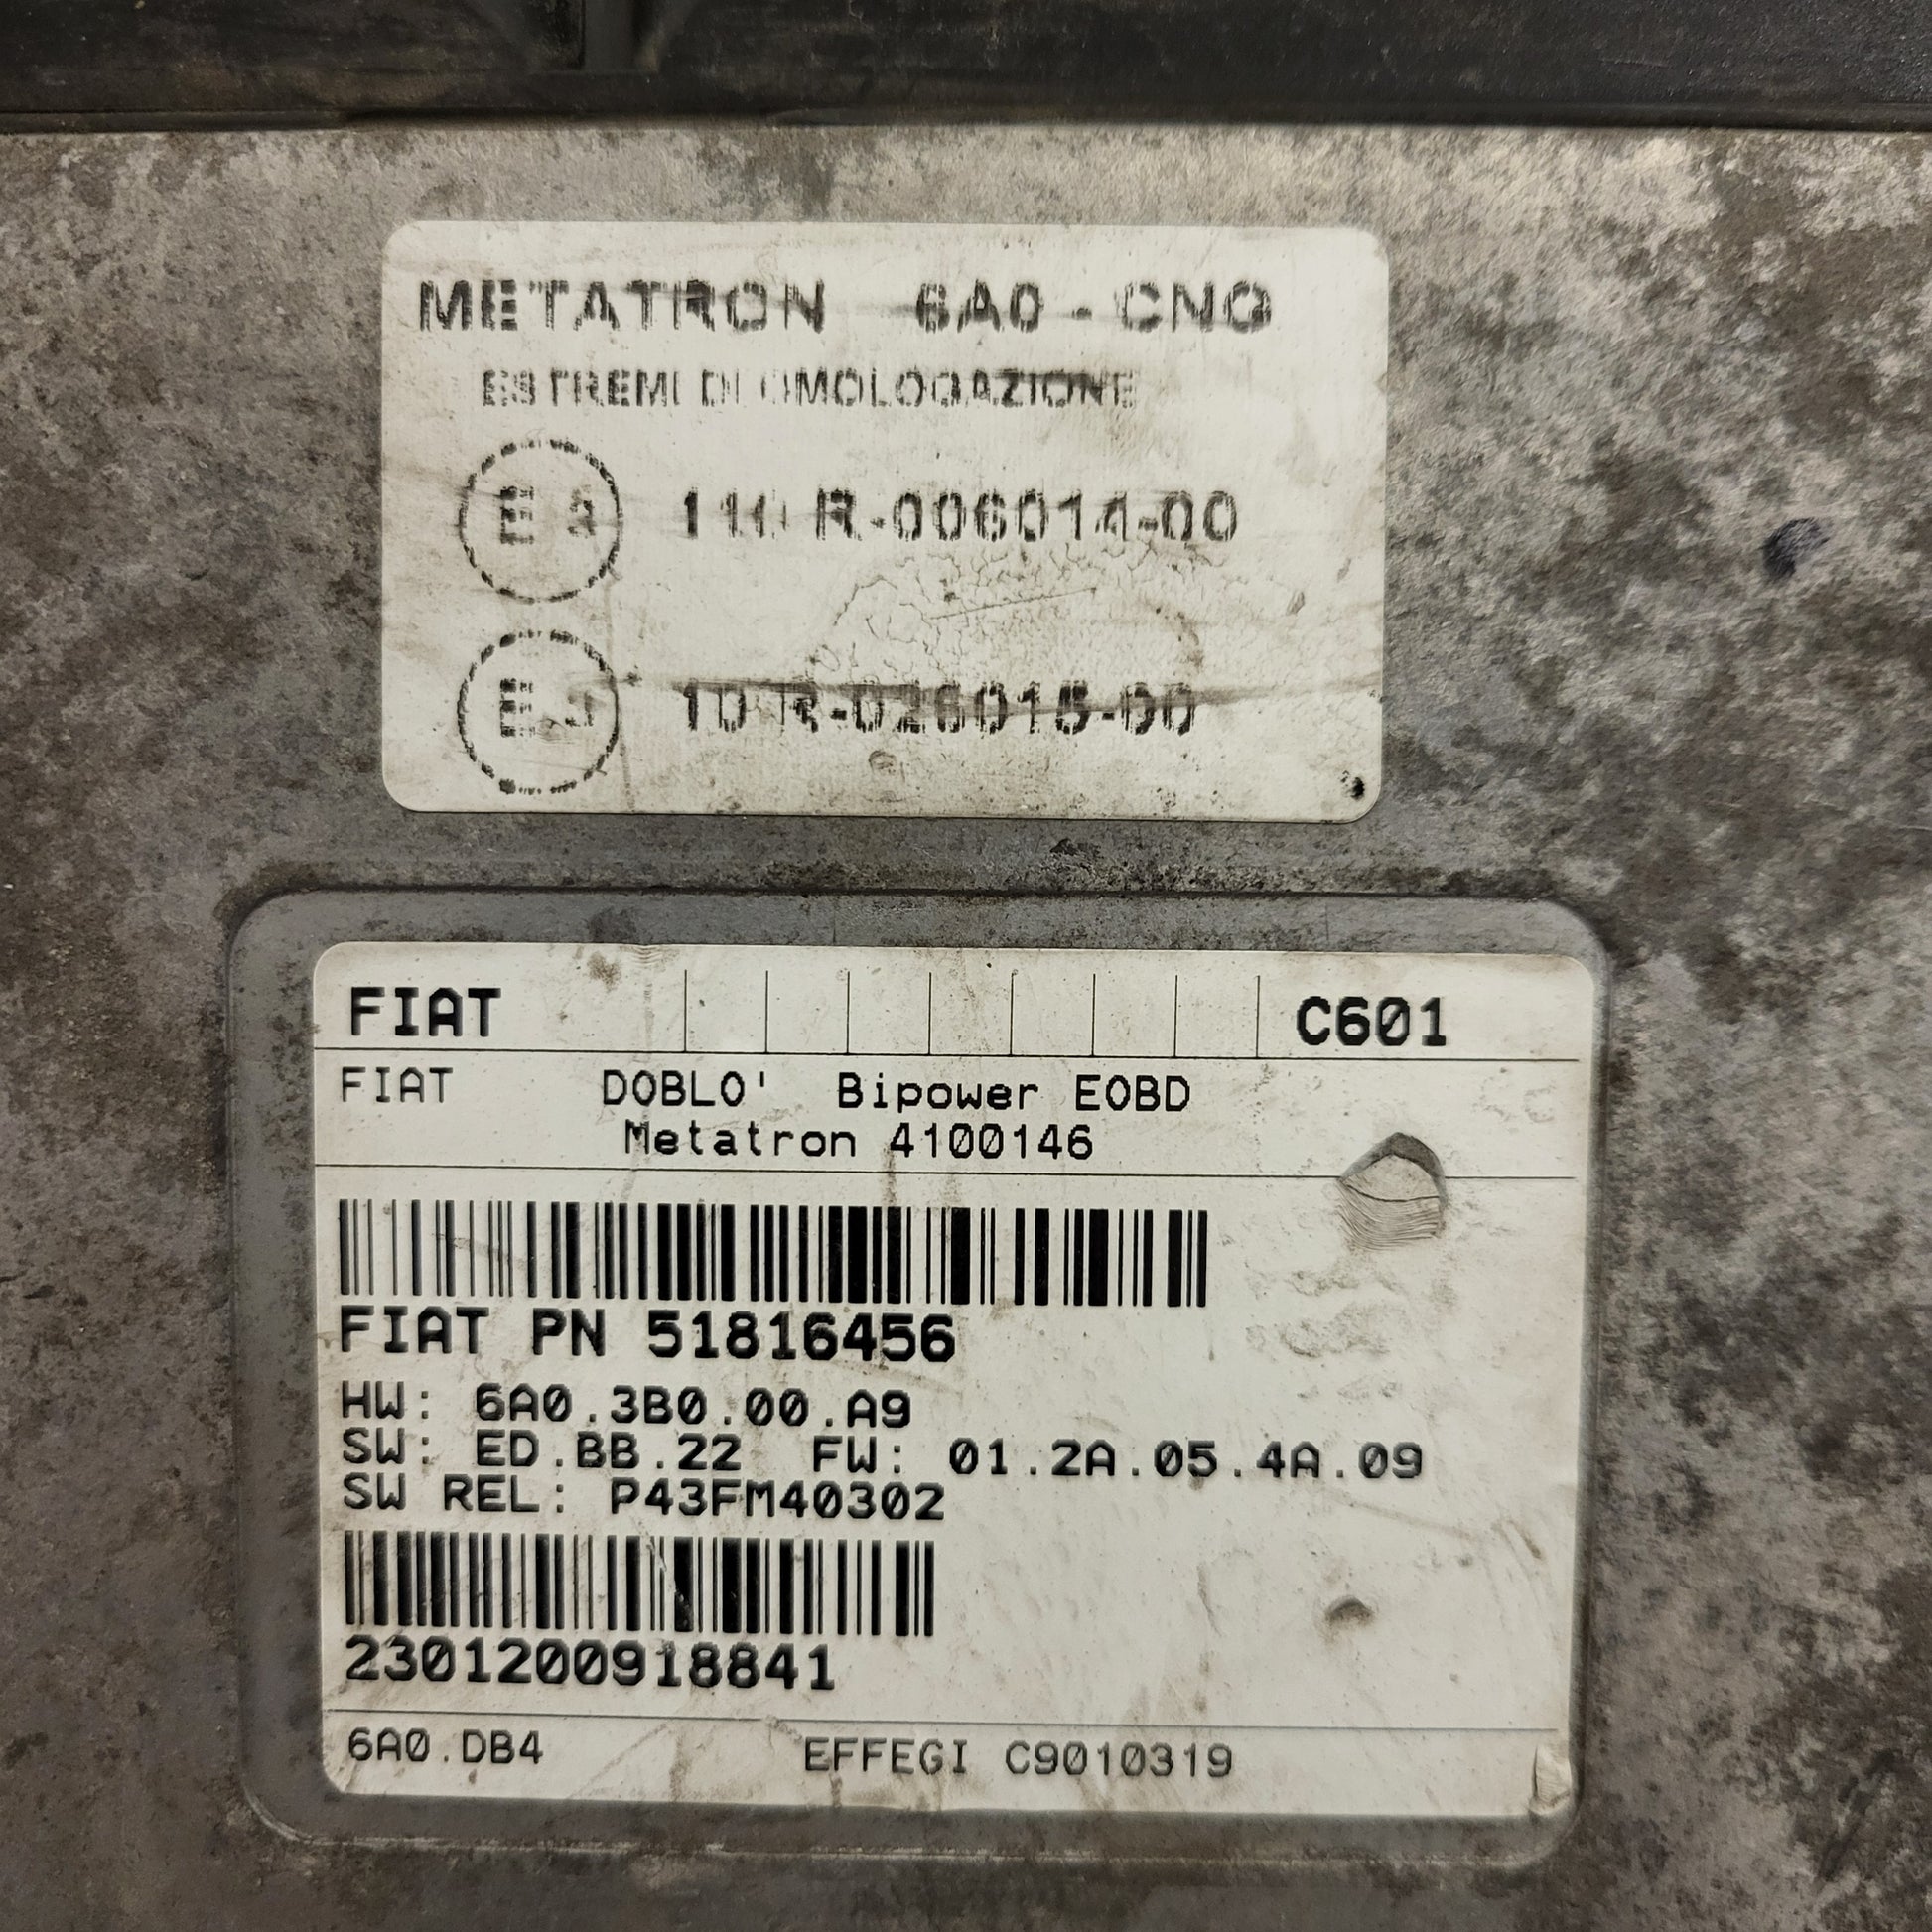 METATRON 6A0 - CNG
ESTREMI DI OMOLOGAZIONE
E 3 110 R-006014-00
E 3 10 R-026015-00
FIAT C601
FIAT DOBLO' Bipower EOBD
Metatron 4100146
FIAT PN 51816456
HW: 6A0.3B0.00.A9
SW: ED.BB.22 FW: 01.2A.05.4A.09
SW REL: P43FM40302
2301200918841
6A0.DB4 EFFEGI C9010319